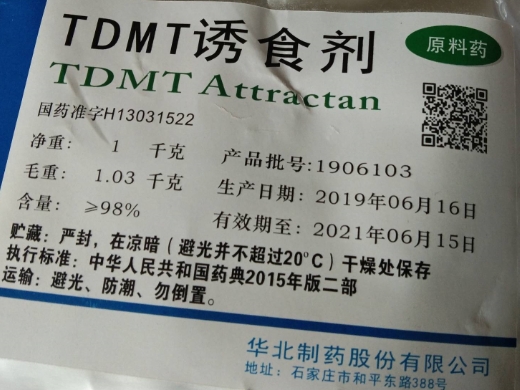 TDMT诱食剂
原料药
TDMT Attractan
国药准字H13031522
净重: 1 千克
产品批号:1906103
毛重: 1.03 千克
生产日期: 2019年06月16日
含量: ≥98%
有效期至: 2021年06月15日
贮藏: 严封,在凉暗(避光并不超过20℃)干燥处保存
执行标准: 中华人民共和国药典2015年版二部
运输: 避光、防潮、勿倒置。
华北制药股份有限公司
地址: 石家庄市和平东路388号